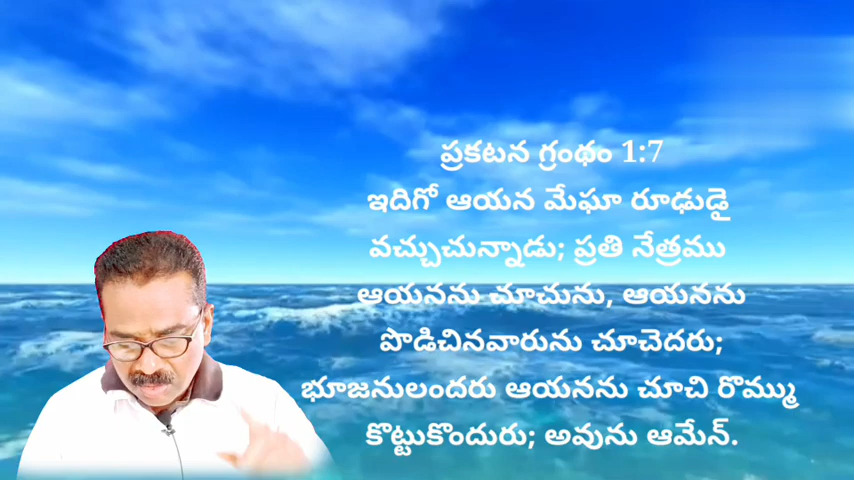 ప్రకటన గ్రంథం 1:7
ఇదిగో ఆయన మేఘా రూఢుడై
వచ్చుచున్నాడు; ప్రతి నేత్రము
ఆయనను చూచును, ఆయనను
పొడిచినవారును చూచెదరు;
భూజనులందరు ఆయనను చూచి రొమ్ము
కొట్టుకొందురు; అవును ఆమేన్.